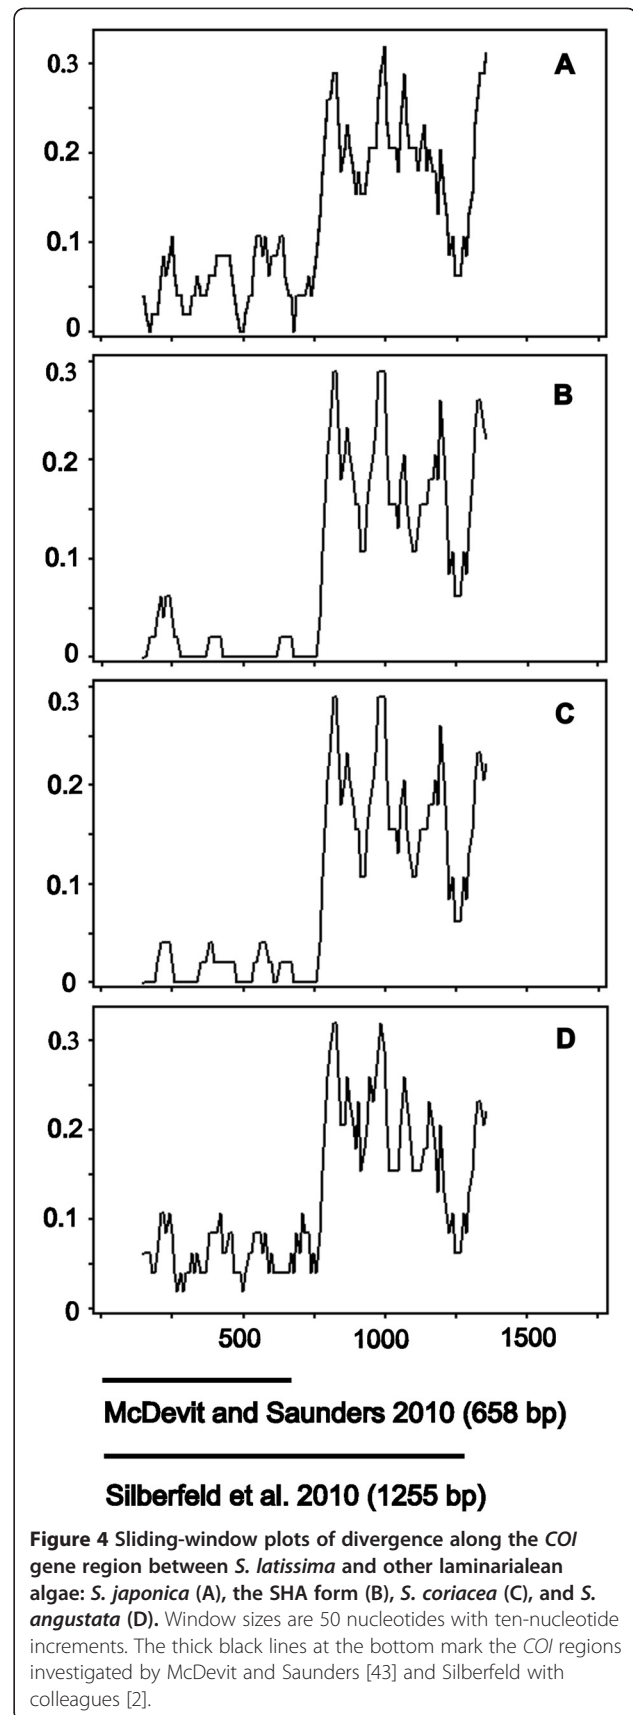 0.3
A
0.2
0.1
0
0.3
B
0.2
0.1
0
0.3
C
0.2
0.1
0
0.3
D
0.2
0.1
0
500 1000 1500
McDevit and Saunders 2010 (658 bp)
Silberfeld et al. 2010 (1255 bp)
Figure 4 Sliding-window plots of divergence along the COI
gene region between S. latissima and other laminarialean
algae: S. japonica (A), the SHA form (B), S. coriacea (C), and S.
angustata (D). Window sizes are 50 nucleotides with ten-nucleotide
increments. The thick black lines at the bottom mark the COI regions
investigated by McDevit and Saunders [43] and Silberfeld with
colleagues [2].